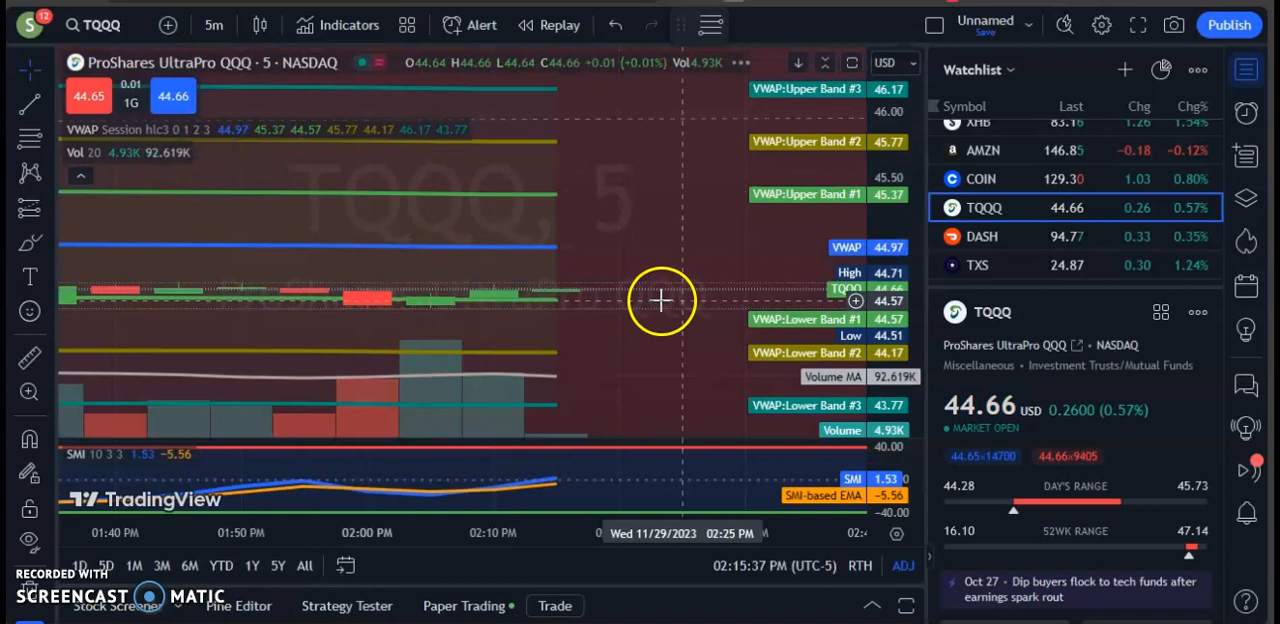 S 12 TQQQ 5m Indicators Alert Replay Unnamed Save Publish
ProShares UltraPro QQQ · 5 · NASDAQ O44.64 H44.66 L44.64 C44.66 +0.01 (+0.01%) Vol4.93K USD
44.65 0.01 1G 44.66
VWAP Session hlc3 0 1 2 3 44.97 45.37 44.57 45.77 44.17 46.17 43.77
Vol 20 4.93K 92.619K
TQQQ, 5
VWAP:Upper Band #3 46.17
46.00
VWAP:Upper Band #2 45.77
45.50
VWAP:Upper Band #1 45.37
VWAP 44.97
High 44.71
TQQQ 44.66
44.57
VWAP:Lower Band #1 44.57
Low 44.51
VWAP:Lower Band #2 44.17
Volume MA 92.619K
VWAP:Lower Band #3 43.77
Volume 4.93K
40.00
SMI 10 3 3 1.53 −5.56
SMI 1.53
SMI-based EMA −5.56
−40.00
TradingView
01:40 PM 01:50 PM 02:00 PM 02:10 PM Wed 11/29/2023 02:25 PM
1D 5D 1M 3M 6M YTD 1Y 5Y All 02:15:37 PM (UTC-5) RTH ADJ
RECORDED WITH
SCREENCAST MATIC
Stock Screener Pine Editor Strategy Tester Paper Trading Trade
Watchlist
Symbol Last Chg Chg%
XHB 83.16 1.26 1.54%
AMZN 146.85 −0.18 −0.12%
COIN 129.30 1.03 0.80%
TQQQ 44.66 0.26 0.57%
DASH 94.77 0.33 0.35%
TXS 24.87 0.30 1.24%
TQQQ
ProShares UltraPro QQQ · NASDAQ
Miscellaneous · Investment Trusts/Mutual Funds
44.66 USD 0.2600 (0.57%)
MARKET OPEN
44.65×14700 44.66×9405
44.28 DAY'S RANGE 45.73
16.10 52WK RANGE 47.14
Oct 27 · Dip buyers flock to tech funds after
earnings spark rout